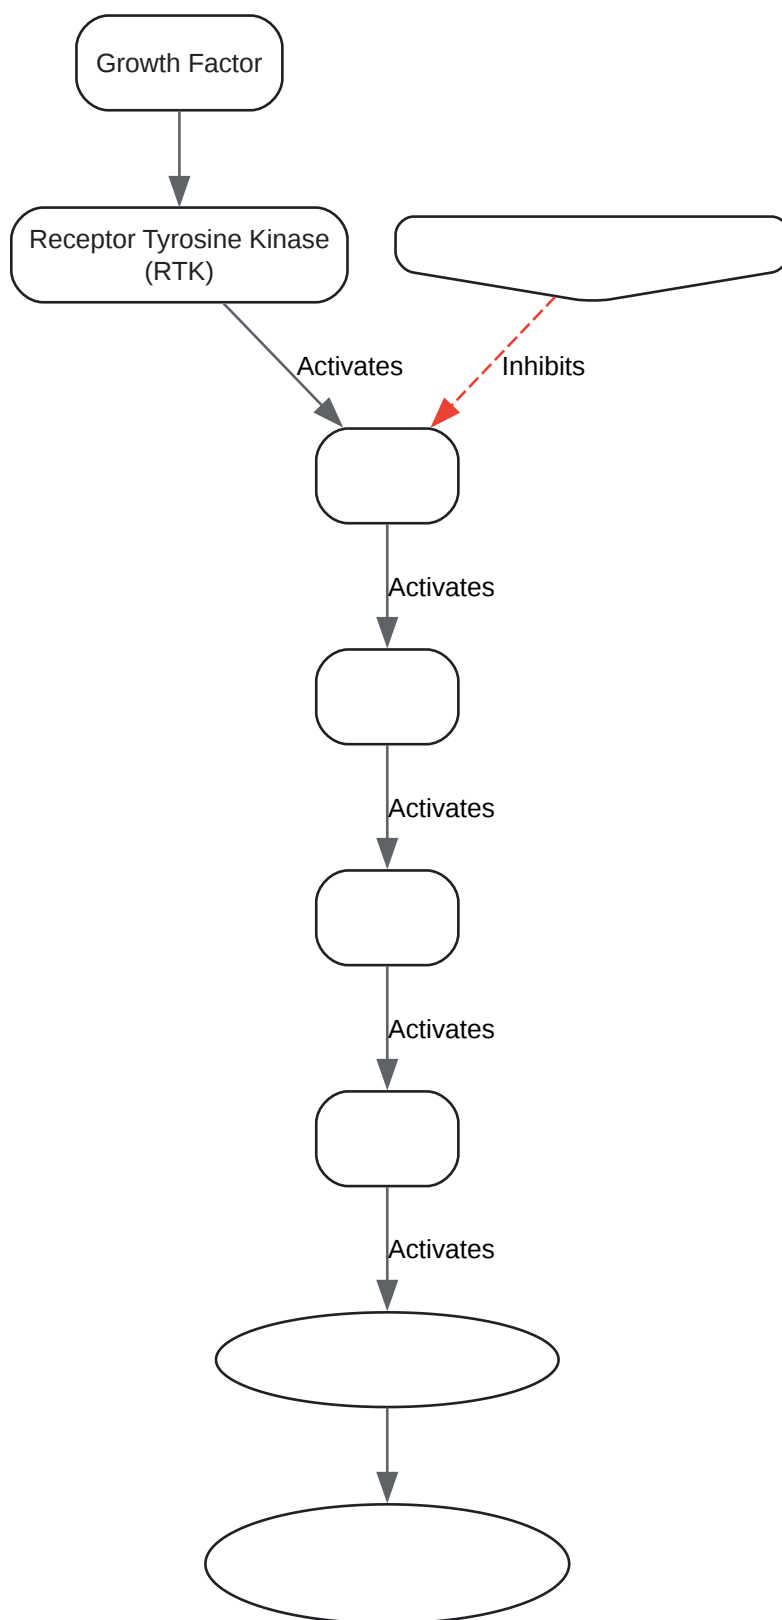 Growth Factor
Receptor Tyrosine Kinase
(RTK)
Activates
Inhibits
Activates
Activates
Activates
Activates